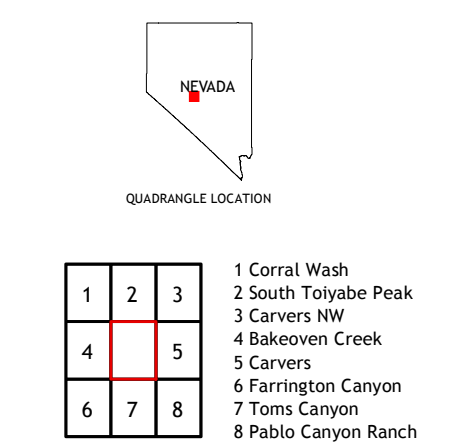 NEVADA
QUADRANGLE LOCATION
1 2 3
4 5
6 7 8
1 Corral Wash
2 South Toiyabe Peak
3 Carvers NW
4 Bakeoven Creek
5 Carvers
6 Farrington Canyon
7 Toms Canyon
8 Pablo Canyon Ranch